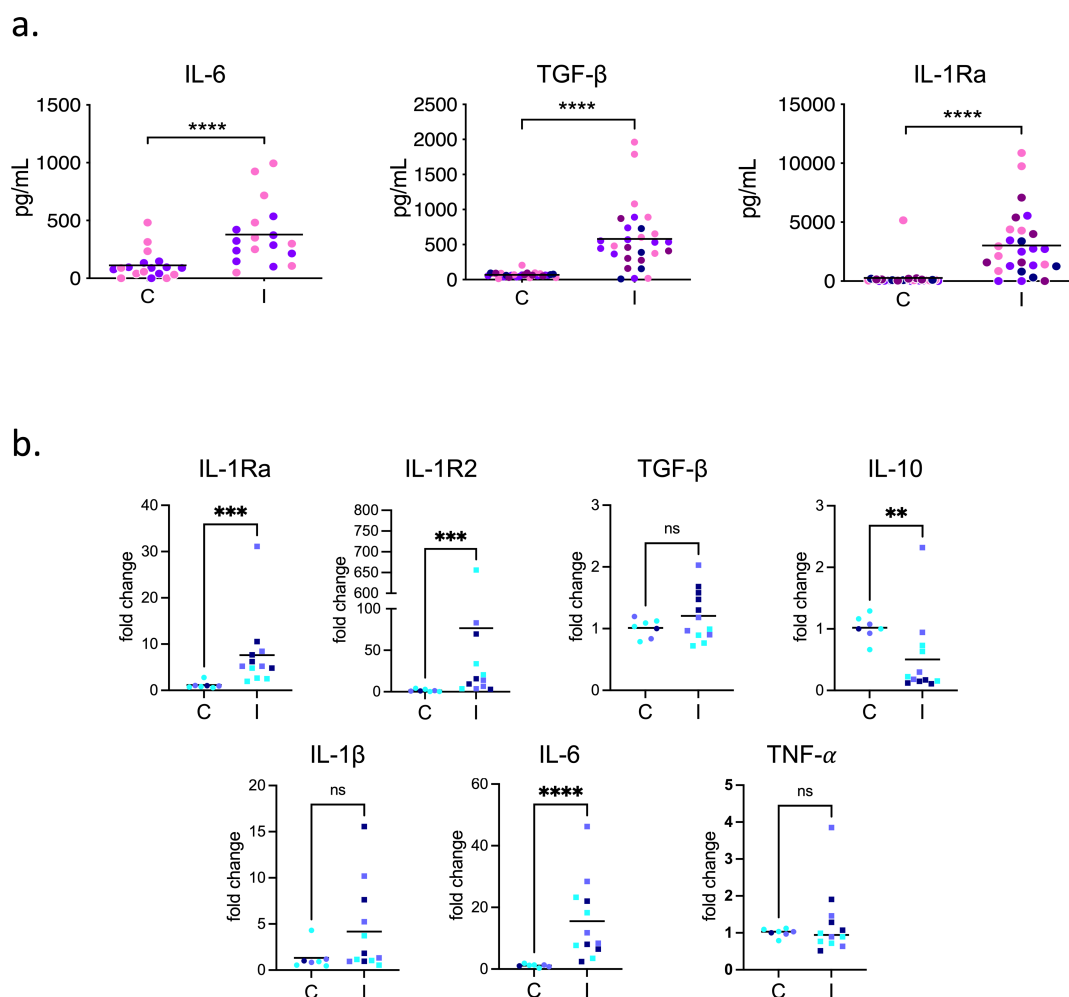 a.
IL-6
TGF-β
IL-1Ra
pg/mL
1500
1000
500
0
****
C
I
pg/mL
2500
2000
1500
1000
500
0
****
C
I
pg/mL
15000
10000
5000
0
****
C
I
b.
IL-1Ra
IL-1R2
TGF-β
IL-10
fold change
40
30
20
10
0
***
C
I
fold change
800
750
700
650
600
100
50
0
***
C
I
fold change
3
2
1
0
ns
C
I
fold change
3
2
1
0
**
C
I
IL-1β
IL-6
TNF-α
fold change
20
15
10
5
0
ns
C
I
fold change
60
40
20
0
****
C
I
fold change
5
4
3
2
1
0
ns
C
I